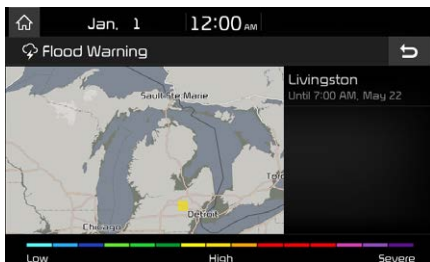 Jan. 1 12:00 AM
Flood Warning
Livingston
Until 7:00 AM, May 22
Sault Ste Marie
Detroit
Chicago
Low High Severe